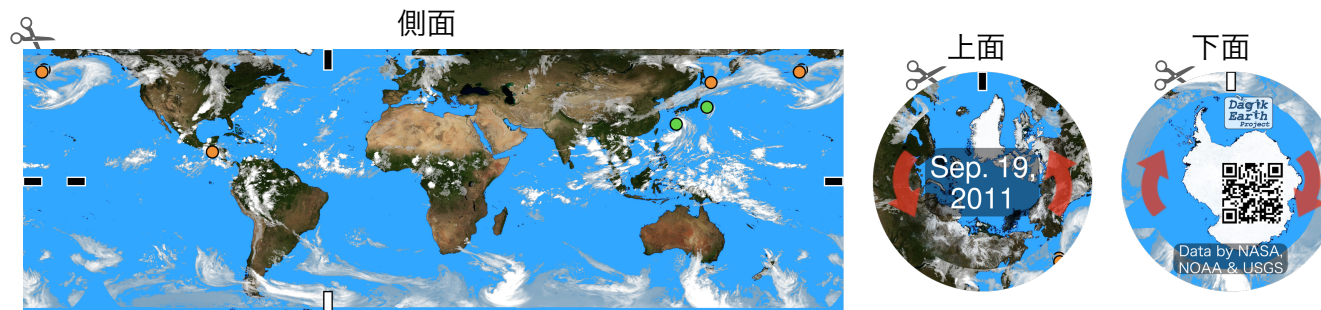 側面
上面
Sep. 19,
2011
下面
Dagik
Earth
Project
Data by NASA,
NOAA & USGS